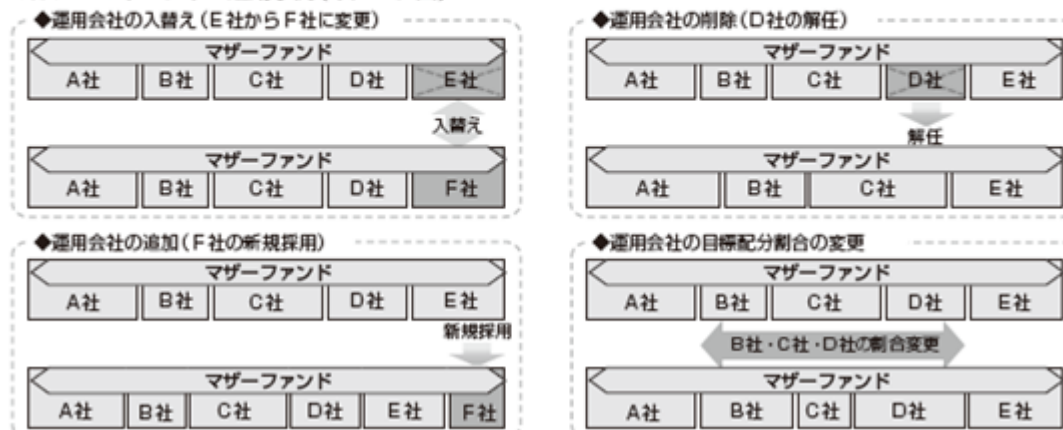 ◆運用会社の入替え(E社からF社に変更)
マザーファンド
A社 B社 C社 D社 E社
入替え
マザーファンド
A社 B社 C社 D社 F社
◆運用会社の削除(D社の解任)
マザーファンド
A社 B社 C社 D社 E社
解任
マザーファンド
A社 B社 C社 E社
◆運用会社の追加(F社の新規採用)
マザーファンド
A社 B社 C社 D社 E社
新規採用
マザーファンド
A社 B社 C社 D社 E社 F社
◆運用会社の目標配分割合の変更
マザーファンド
A社 B社 C社 D社 E社
B社・C社・D社の割合変更
マザーファンド
A社 B社 C社 D社 E社